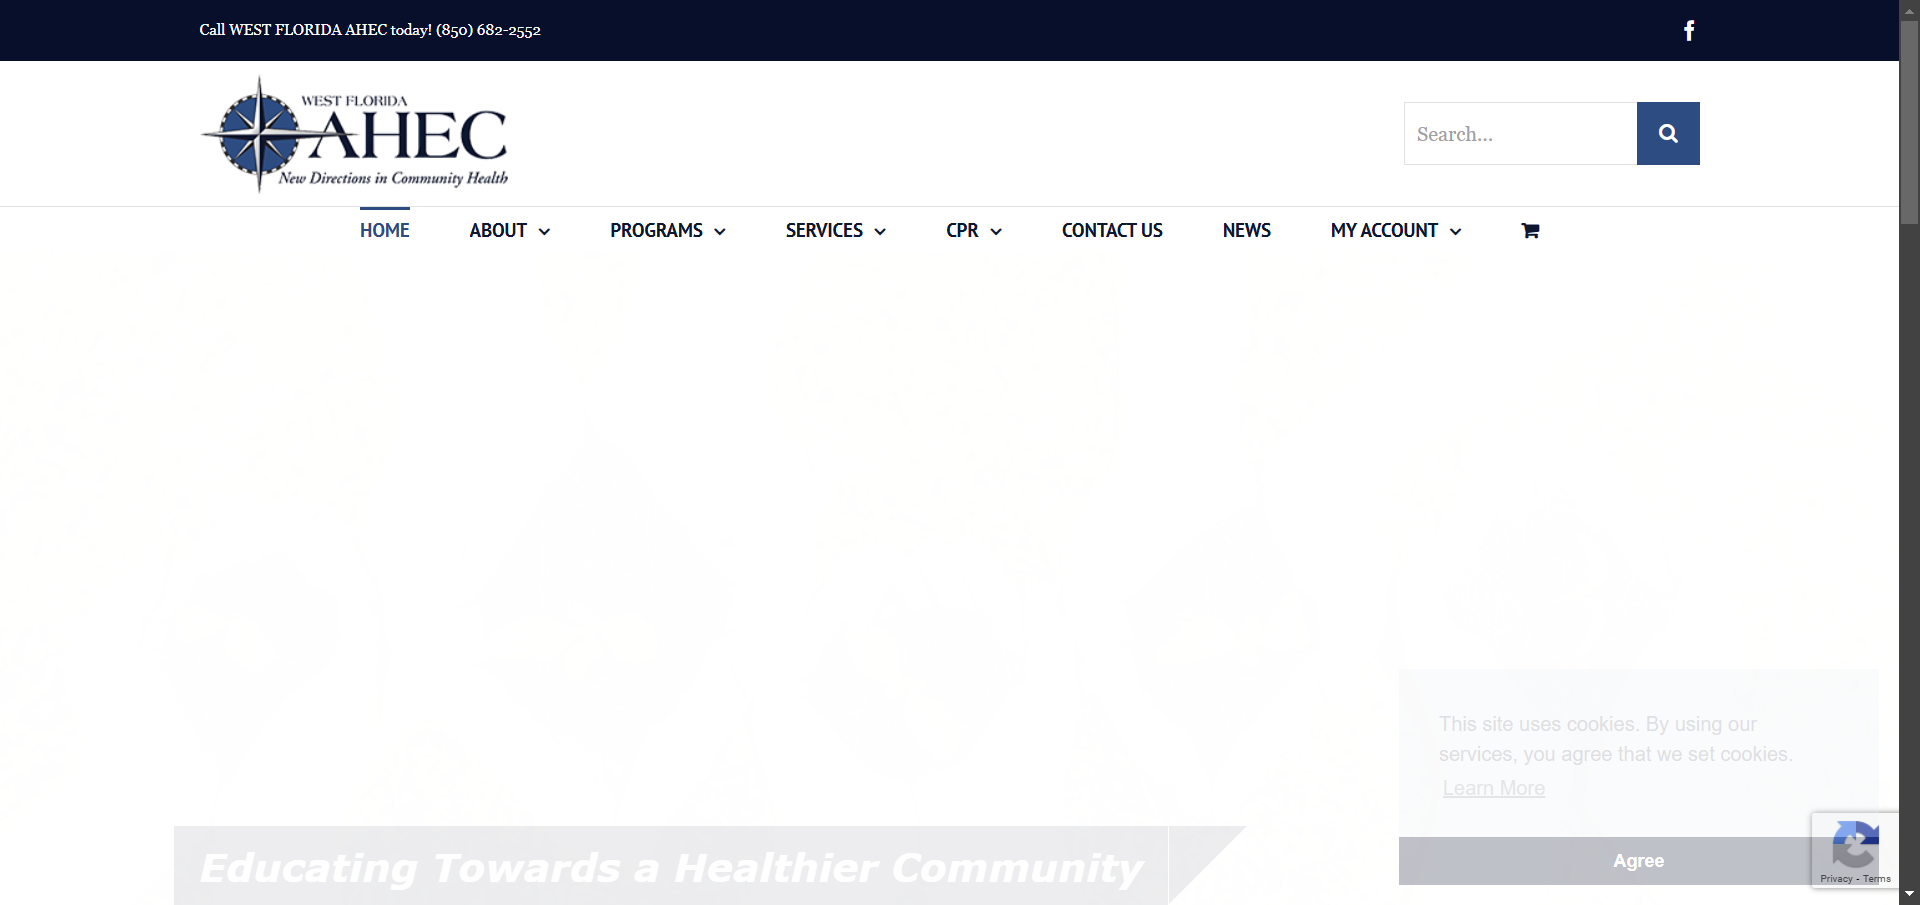 Call WEST FLORIDA AHEC today! (850) 682-2552
WEST FLORIDA
AHEC
New Directions in Community Health
Search...
HOME ABOUT PROGRAMS SERVICES CPR CONTACT US NEWS MY ACCOUNT
This site uses cookies. By using our
services, you agree that we set cookies.
Learn More
Educating Towards a Healthier Community
Agree
Privacy - Terms